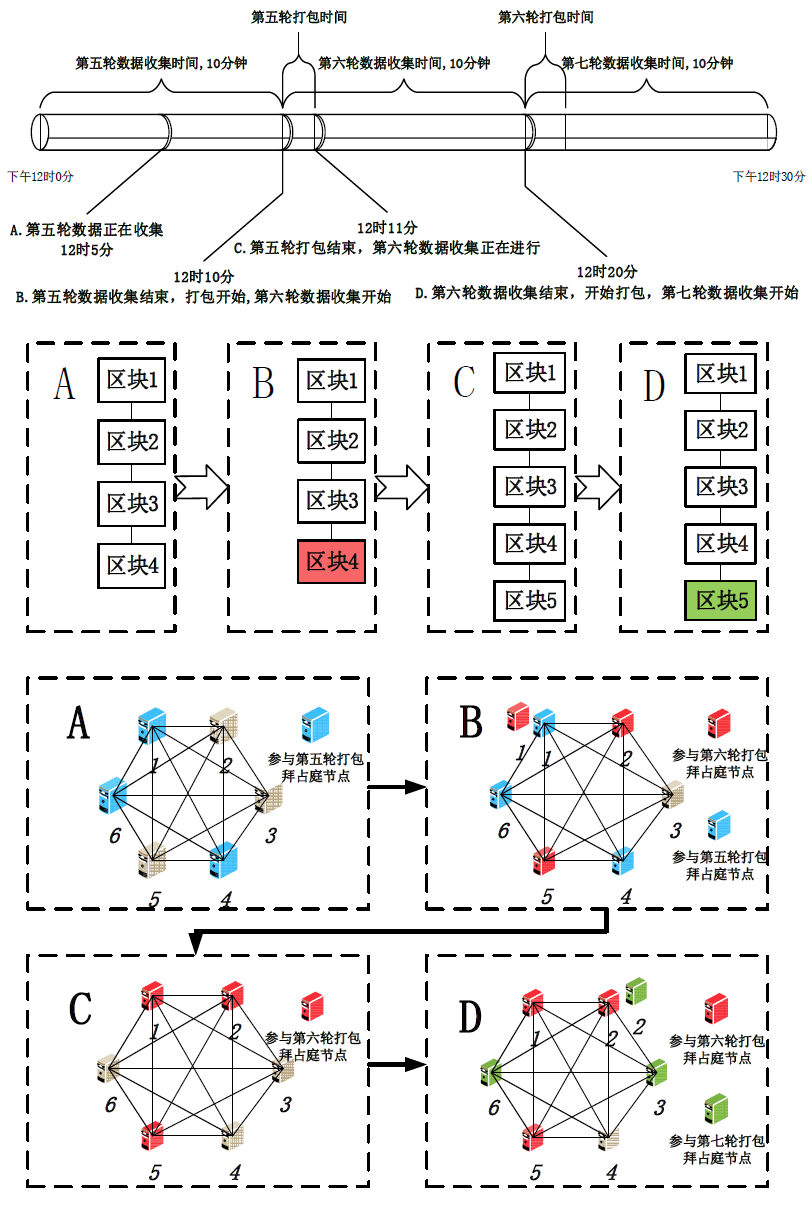 第五轮打包时间
第六轮打包时间
第五轮数据收集时间,10分钟
第六轮数据收集时间,10分钟
第七轮数据收集时间,10分钟
下午12时0分
下午12时30分
A.第五轮数据正在收集
12时5分
12时11分
C.第五轮打包结束，第六轮数据收集正在进行
12时10分
B.第五轮数据收集结束，打包开始,第六轮数据收集开始
12时20分
D.第六轮数据收集结束，开始打包，第七轮数据收集开始
A
区块1
区块2
区块3
区块4
B
区块1
区块2
区块3
区块4
C
区块1
区块2
区块3
区块4
区块5
D
区块1
区块2
区块3
区块4
区块5
A
1
2
3
4
5
6
参与第五轮打包
拜占庭节点
B
1
1
2
3
4
5
6
参与第六轮打包
拜占庭节点
参与第五轮打包
拜占庭节点
C
1
2
3
4
5
6
参与第六轮打包
拜占庭节点
D
1
2
2
3
4
5
6
参与第六轮打包
拜占庭节点
参与第七轮打包
拜占庭节点